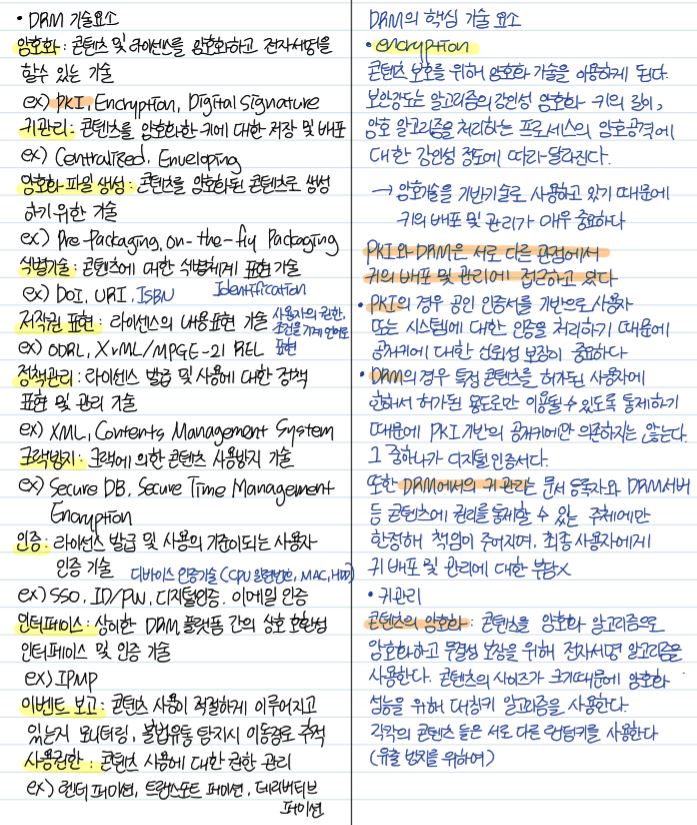 • DRM 기술요소
암호화 : 콘텐츠 및 라이센스를 암호화하고 전자서명을
할수 있는 기술
ex) PKI, Encryption, Digital Signature
키관리 : 콘텐츠를 암호화한 키에 대한 저장 및 배포
ex) Centralized, Enveloping
암호화 파일 생성 : 콘텐츠를 암호화된 콘텐츠로 생성
하기 위한 기술
ex) Pre-Packaging, on-the-fly Packaging
식별기술 : 콘텐츠에 대한 식별체계 표현 기술
ex) DOI, URI, ISBN Identification
저작권 표현 : 라이센스의 내용표현 기술 사용자의 권한,
조건을 기계 언어로
ex) ODRL, XrML/MPGE-21 REL 표현
정책관리 : 라이센스 발급 및 사용에 대한 정책
표현 및 관리 기술
ex) XML, Contents Management System
크랙방지 : 크랙에 의한 콘텐츠 사용방지 기술
ex) Secure DB, Secure Time Management
Encryption
인증 : 라이센스 발급 및 사용의 기준이되는 사용자
인증 기술 디바이스 인증기술 (CPU 일련번호, MAC, HDD)
ex) SSO, ID/PW, 디지털인증, 이메일 인증
인터페이스 : 상이한 DRM 플랫폼 간의 상호 호환성
인터페이스 및 인증 기술
ex) IPMP
이벤트 보고 : 콘텐츠 사용이 적절하게 이루어지고
있는지 모니터링, 불법유통 탐지시 이동경로 추적
사용권한 : 콘텐츠 사용에 대한 권한 관리
ex) 렌더 퍼미션, 트랜스포트 퍼미션, 데리버티브
퍼미션
DRM의 핵심 기술 요소
• encryption
콘텐츠 보호를 위해 암호화 기술을 이용하게 된다.
보안강도는 알고리즘의 강인성 암호화 키의 길이,
암호 알고리즘을 처리하는 프로세스의 암호공격에
대한 강인성 정도에 따라 달라진다.
→ 암호기술을 기반기술로 사용하고 있기 때문에
키의 배포 및 관리가 매우 중요하다
PKI와 DRM은 서로 다른 관점에서
키의 배포 및 관리에 접근하고 있다
• PKI의 경우 공인 인증서를 기반으로 사용자
또는 시스템에 대한 인증을 처리하기 때문에
공개키에 대한 신뢰성 보장이 중요하다
• DRM의 경우 특정 콘텐츠를 허가된 사용자에
한해서 허가된 용도로만 이용될 수 있도록 통제하기
때문에 PKI 기반의 공개키에만 의존하지는 않는다.
그 중하나가 디지털 인증서다.
또한 DRM에서의 키 관리는 문서 등록자와 DRM서버
등 콘텐츠에 권리를 통제할 수 있는 주체에만
한정해 책임이 주어지며, 최종 사용자에게
키 배포 및 관리에 대한 부담X
• 키관리
콘텐츠의 암호화 : 콘텐츠를 암호화 알고리즘으로
암호화하고 무결성 보장을 위해 전자서명 알고리즘을
사용한다. 콘텐츠의 사이즈가 크기때문에 암호화
성능을 위해 대칭키 알고리즘을 사용한다.
각각의 콘텐츠 들은 서로 다른 랜덤키를 사용한다
(유출 방지를 위하여)